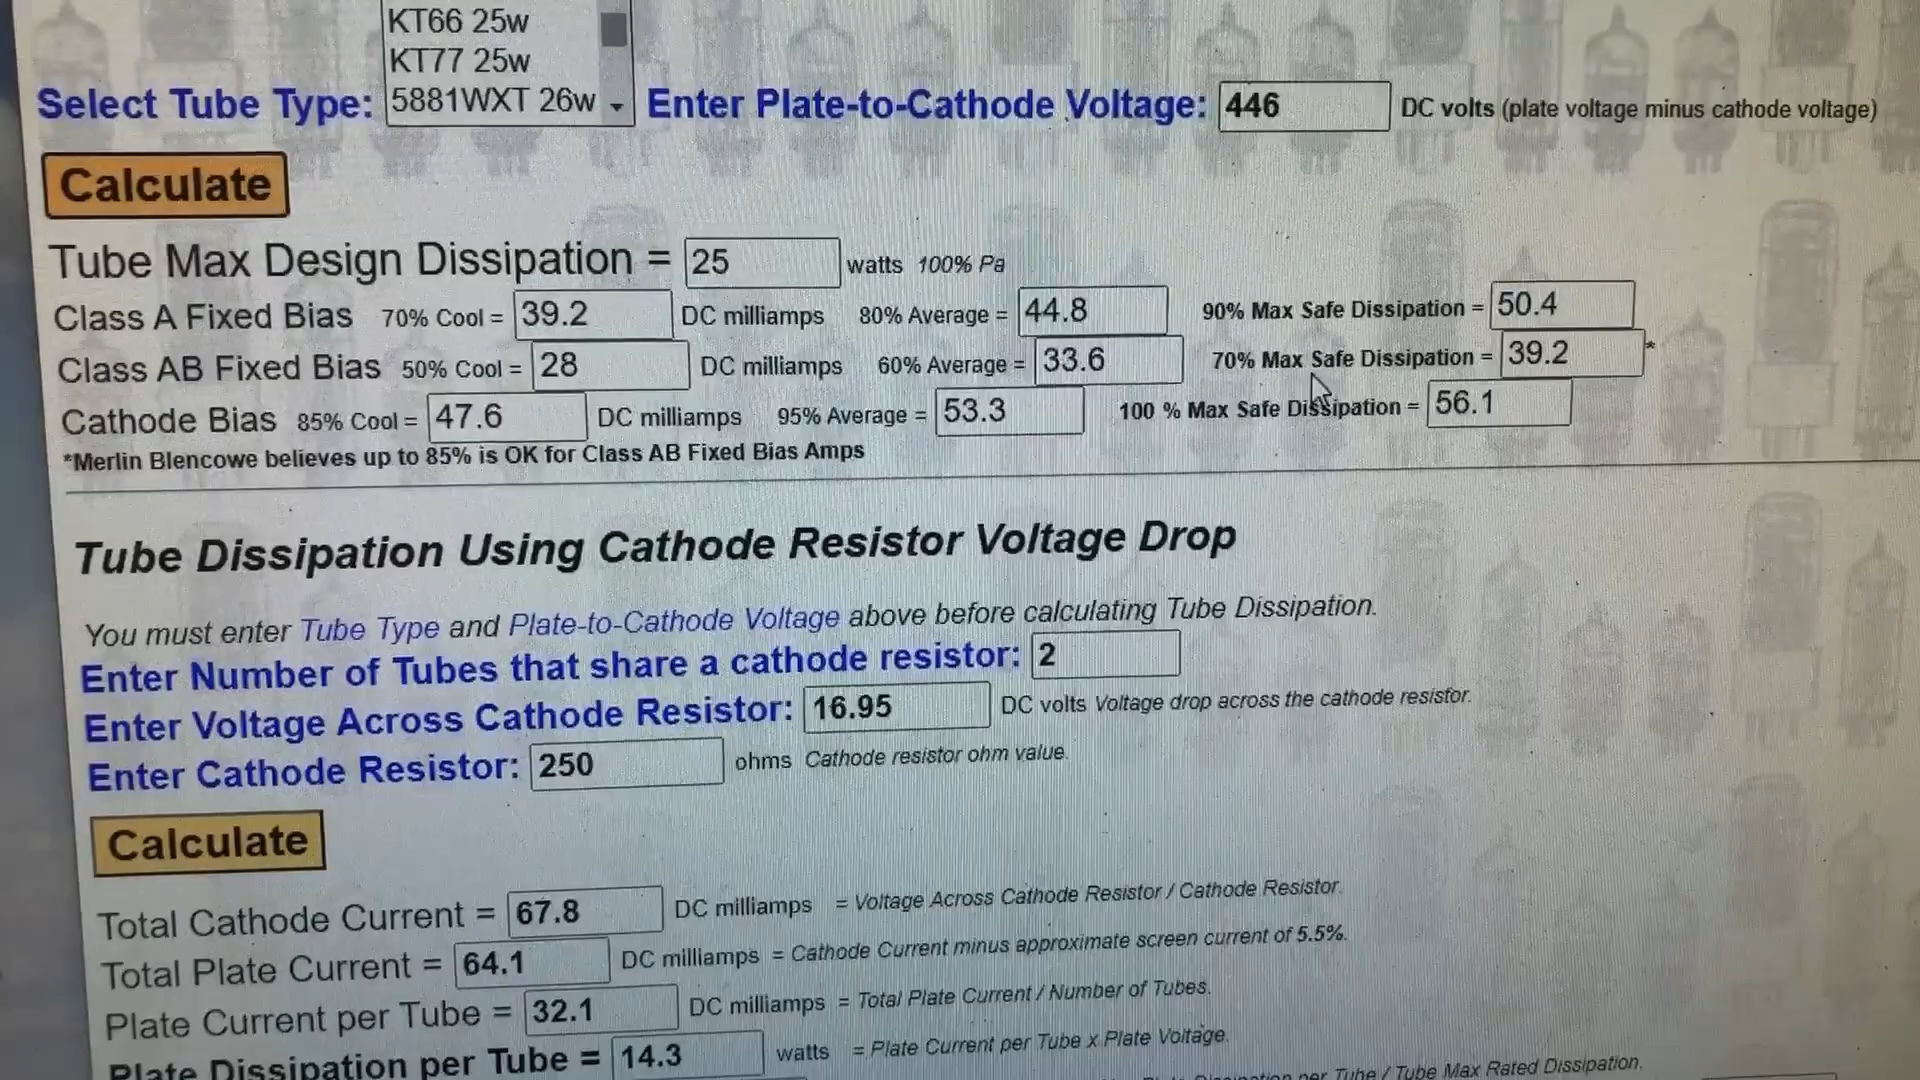 KT66 25w
KT77 25w
Select Tube Type: 5881WXT 26w Enter Plate-to-Cathode Voltage: 446 DC volts (plate voltage minus cathode voltage)
Calculate
Tube Max Design Dissipation = 25 watts 100% Pa
Class A Fixed Bias 70% Cool = 39.2 DC milliamps 80% Average = 44.8 90% Max Safe Dissipation = 50.4
Class AB Fixed Bias 50% Cool = 28 DC milliamps 60% Average = 33.6 70% Max Safe Dissipation = 39.2 *
Cathode Bias 85% Cool = 47.6 DC milliamps 95% Average = 53.3 100 % Max Safe Dissipation = 56.1
*Merlin Blencowe believes up to 85% is OK for Class AB Fixed Bias Amps
Tube Dissipation Using Cathode Resistor Voltage Drop
You must enter Tube Type and Plate-to-Cathode Voltage above before calculating Tube Dissipation.
Enter Number of Tubes that share a cathode resistor: 2
Enter Voltage Across Cathode Resistor: 16.95 DC volts Voltage drop across the cathode resistor.
Enter Cathode Resistor: 250 ohms Cathode resistor ohm value.
Calculate
Total Cathode Current = 67.8 DC milliamps = Voltage Across Cathode Resistor / Cathode Resistor.
Total Plate Current = 64.1 DC milliamps = Cathode Current minus approximate screen current of 5.5%.
Plate Current per Tube = 32.1 DC milliamps = Total Plate Current / Number of Tubes.
Plate Dissipation per Tube = 14.3 watts = Plate Current per Tube x Plate Voltage.
Dissipation per Tube / Tube Max Rated Dissipation.